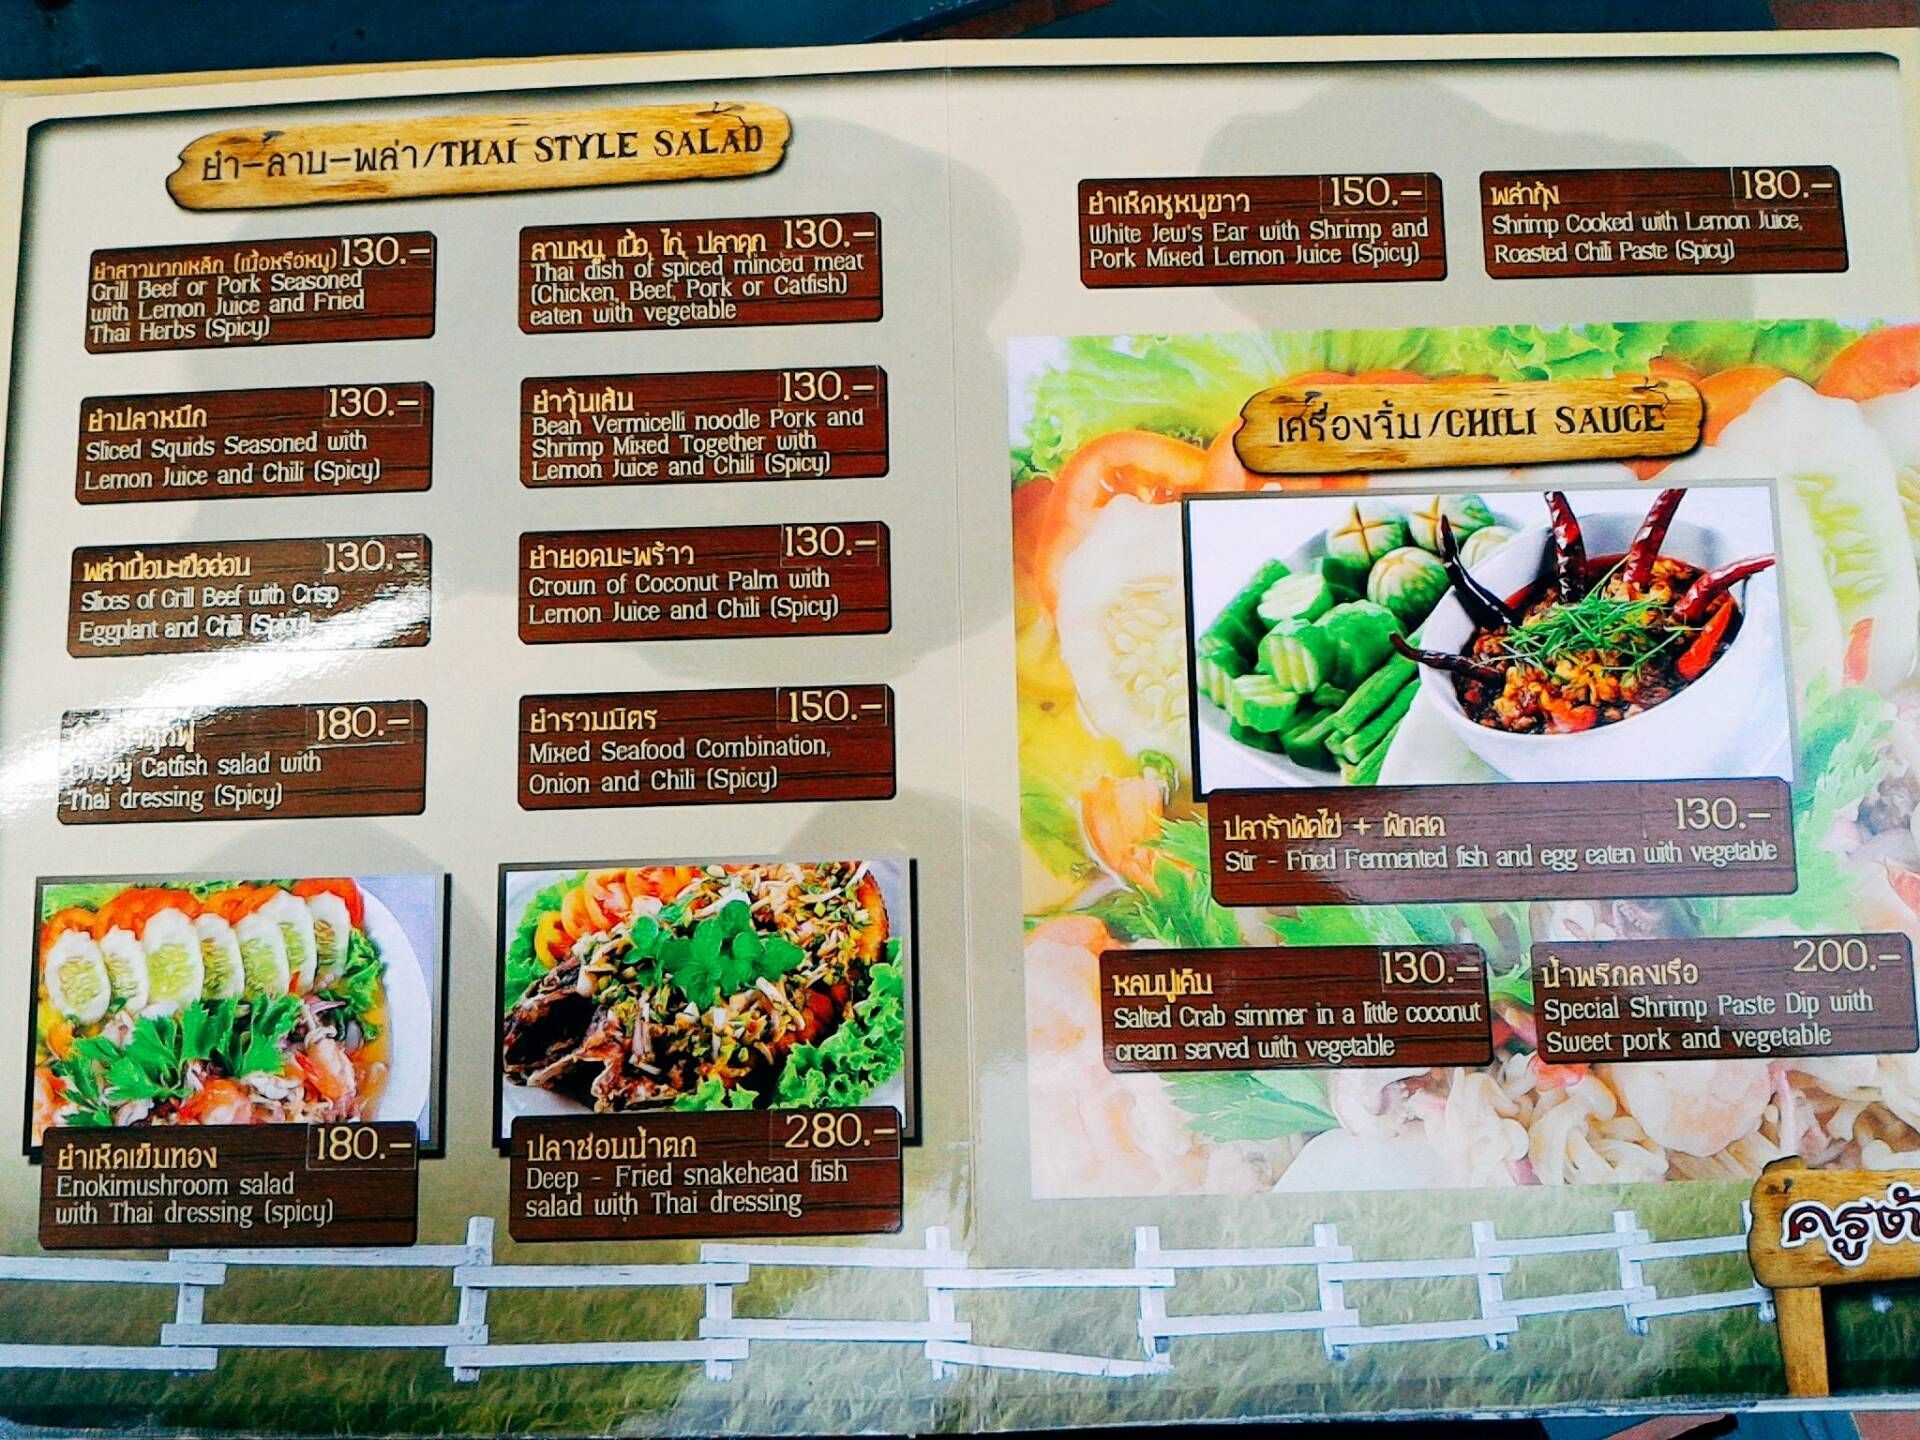 ยำ-ลาบ-พล่า/THAI STYLE SALAD
ยำสาวมวกเหล็ก (เนื้อหรือหมู) 130.-
Grill Beef or Pork Seasoned
with Lemon Juice and Fried
Thai Herbs (Spicy)
ลาบหมู, เนื้อ, ไก่, ปลาดุก 130.-
Thai dish of spiced minced meat
(Chicken, Beef, Pork or Catfish)
eaten with vegetable
ยำปลาหมึก 130.-
Sliced Squids Seasoned with
Lemon Juice and Chili (Spicy)
ยำวุ้นเส้น 130.-
Bean Vermicelli noodle Pork and
Shrimp Mixed Together with
Lemon Juice and Chili (Spicy)
พล่าเนื้อมะเขืออ่อน 130.-
Slices of Grill Beef with Crisp
Eggplant and Chili (Spicy)
ยำยอดมะพร้าว 130.-
Crown of Coconut Palm with
Lemon Juice and Chili (Spicy)
180.-
Crispy Catfish salad with
Thai dressing (Spicy)
ยำรวมมิตร 150.-
Mixed Seafood Combination,
Onion and Chili (Spicy)
ยำเห็ดเข็มทอง 180.-
Enokimushroom salad
with Thai dressing (spicy)
ปลาช่อนน้ำตก 280.-
Deep - Fried snakehead fish
salad with Thai dressing
ยำเห็ดหูหนูขาว 150.-
White Jew's Ear with Shrimp and
Pork Mixed Lemon Juice (Spicy)
พล่ากุ้ง 180.-
Shrimp Cooked with Lemon Juice,
Roasted Chili Paste (Spicy)
เครื่องจิ้ม/CHILI SAUCE
ปลาร้าผัดไข่ + ผักสด 130.-
Stir - Fried Fermented fish and egg eaten with vegetable
หลนปูเค็ม 130.-
Salted Crab simmer in a little coconut
cream served with vegetable
น้ำพริกลงเรือ 200.-
Special Shrimp Paste Dip with
Sweet pork and vegetable